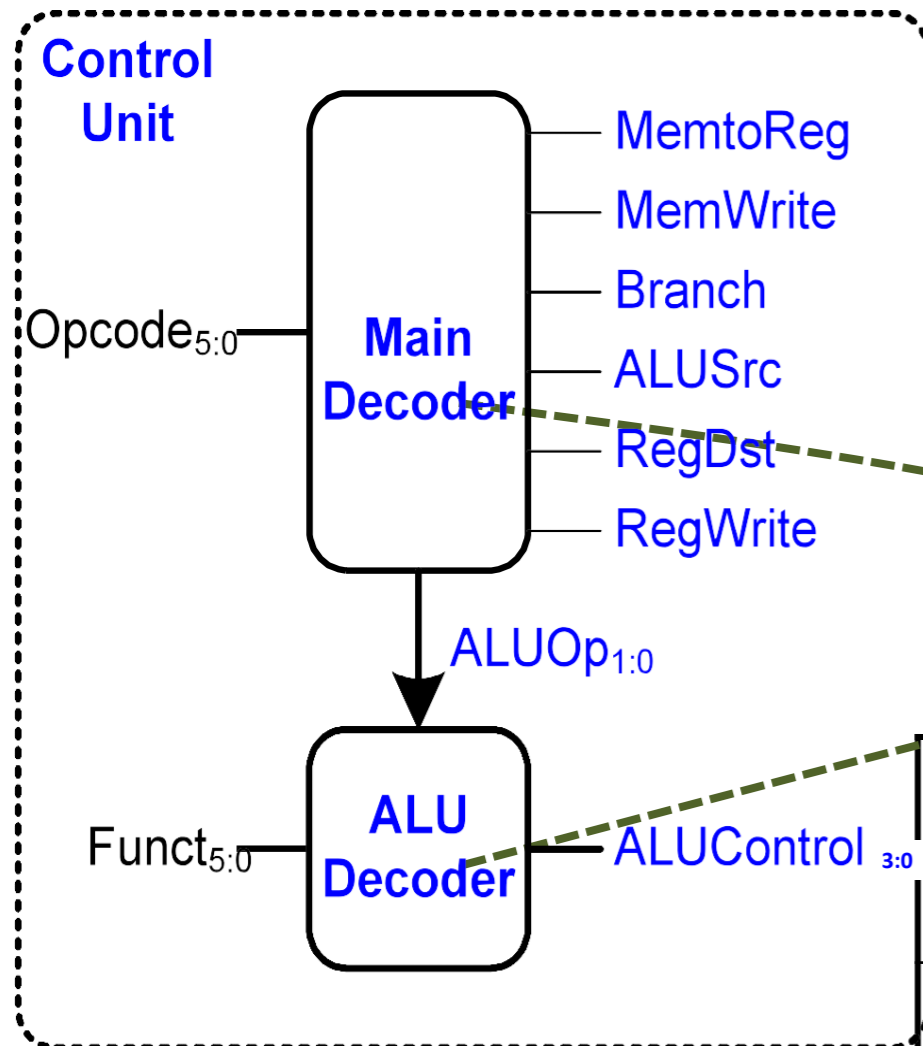 Control
Unit
MemtoReg
MemWrite
Branch
Opcode5:0
Main
Decoder
ALUSrc
RegDst
RegWrite
ALUOp1:0
ALU
Decoder
Funct5:0
ALUControl 3:0